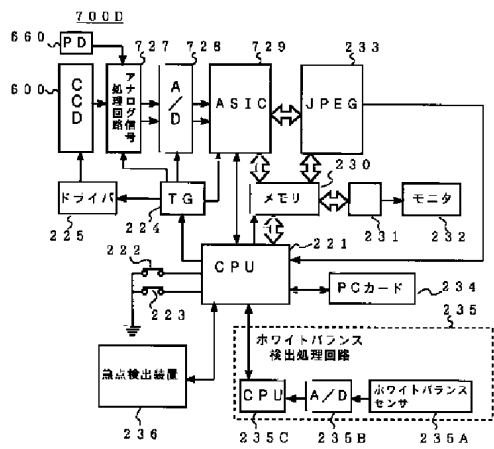 700D
660
PD
727
728
729
233
600
CCD
アナログ信号
処理回路
A/D
ASIC
JPEG
230
ドライバ
TG
メモリ
モニタ
225
224
231
232
222
221
CPU
223
PCカード
234
235
ホワイトバランス
検出処理回路
焦点検出装置
CPU
A/D
ホワイトバランス
センサ
236
235C
235B
235A